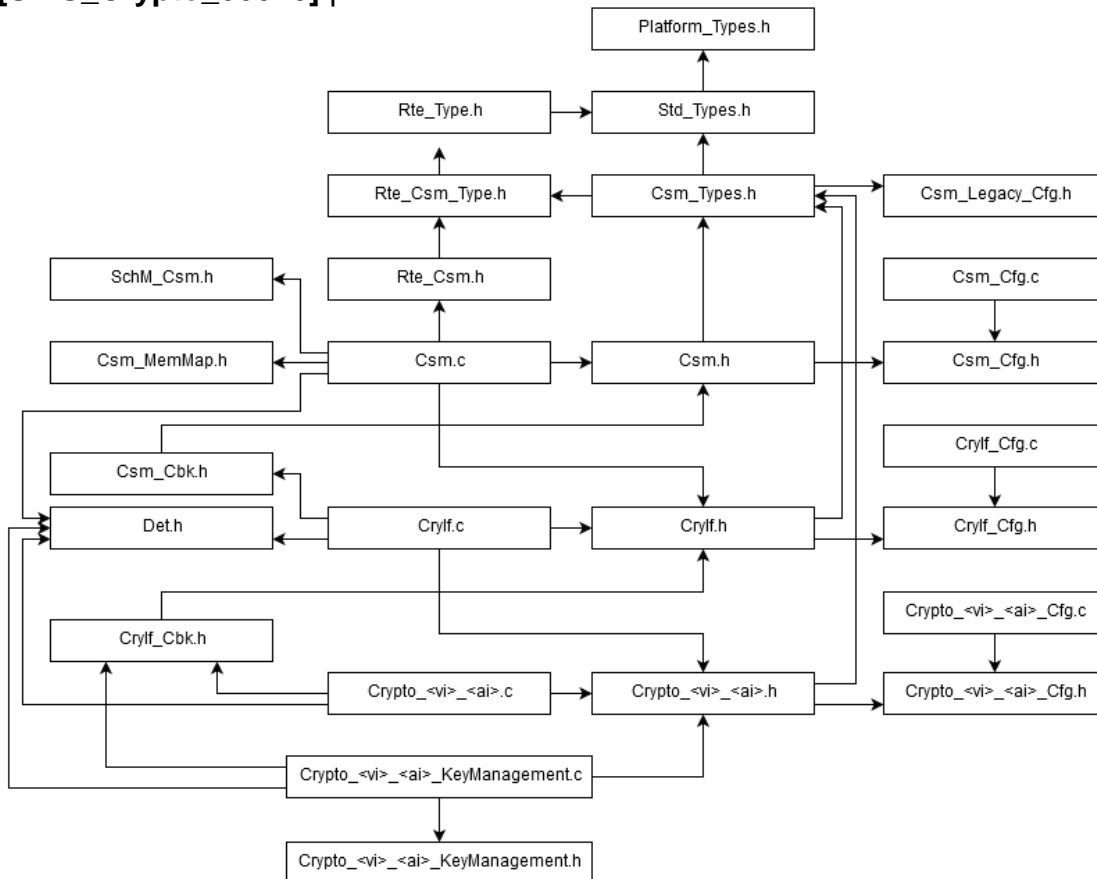 Platform_Types.h
Rte_Type.h
Std_Types.h
Rte_Csm_Type.h
Csm_Types.h
Csm_Legacy_Cfg.h
SchM_Csm.h
Rte_Csm.h
Csm_Cfg.c
Csm_MemMap.h
Csm.c
Csm.h
Csm_Cfg.h
CryIf_Cfg.c
Csm_Cbk.h
Det.h
CryIf.c
CryIf.h
CryIf_Cfg.h
Crypto_<vi>_<ai>_Cfg.c
CryIf_Cbk.h
Crypto_<vi>_<ai>.c
Crypto_<vi>_<ai>.h
Crypto_<vi>_<ai>_Cfg.h
Crypto_<vi>_<ai>_KeyManagement.c
Crypto_<vi>_<ai>_KeyManagement.h